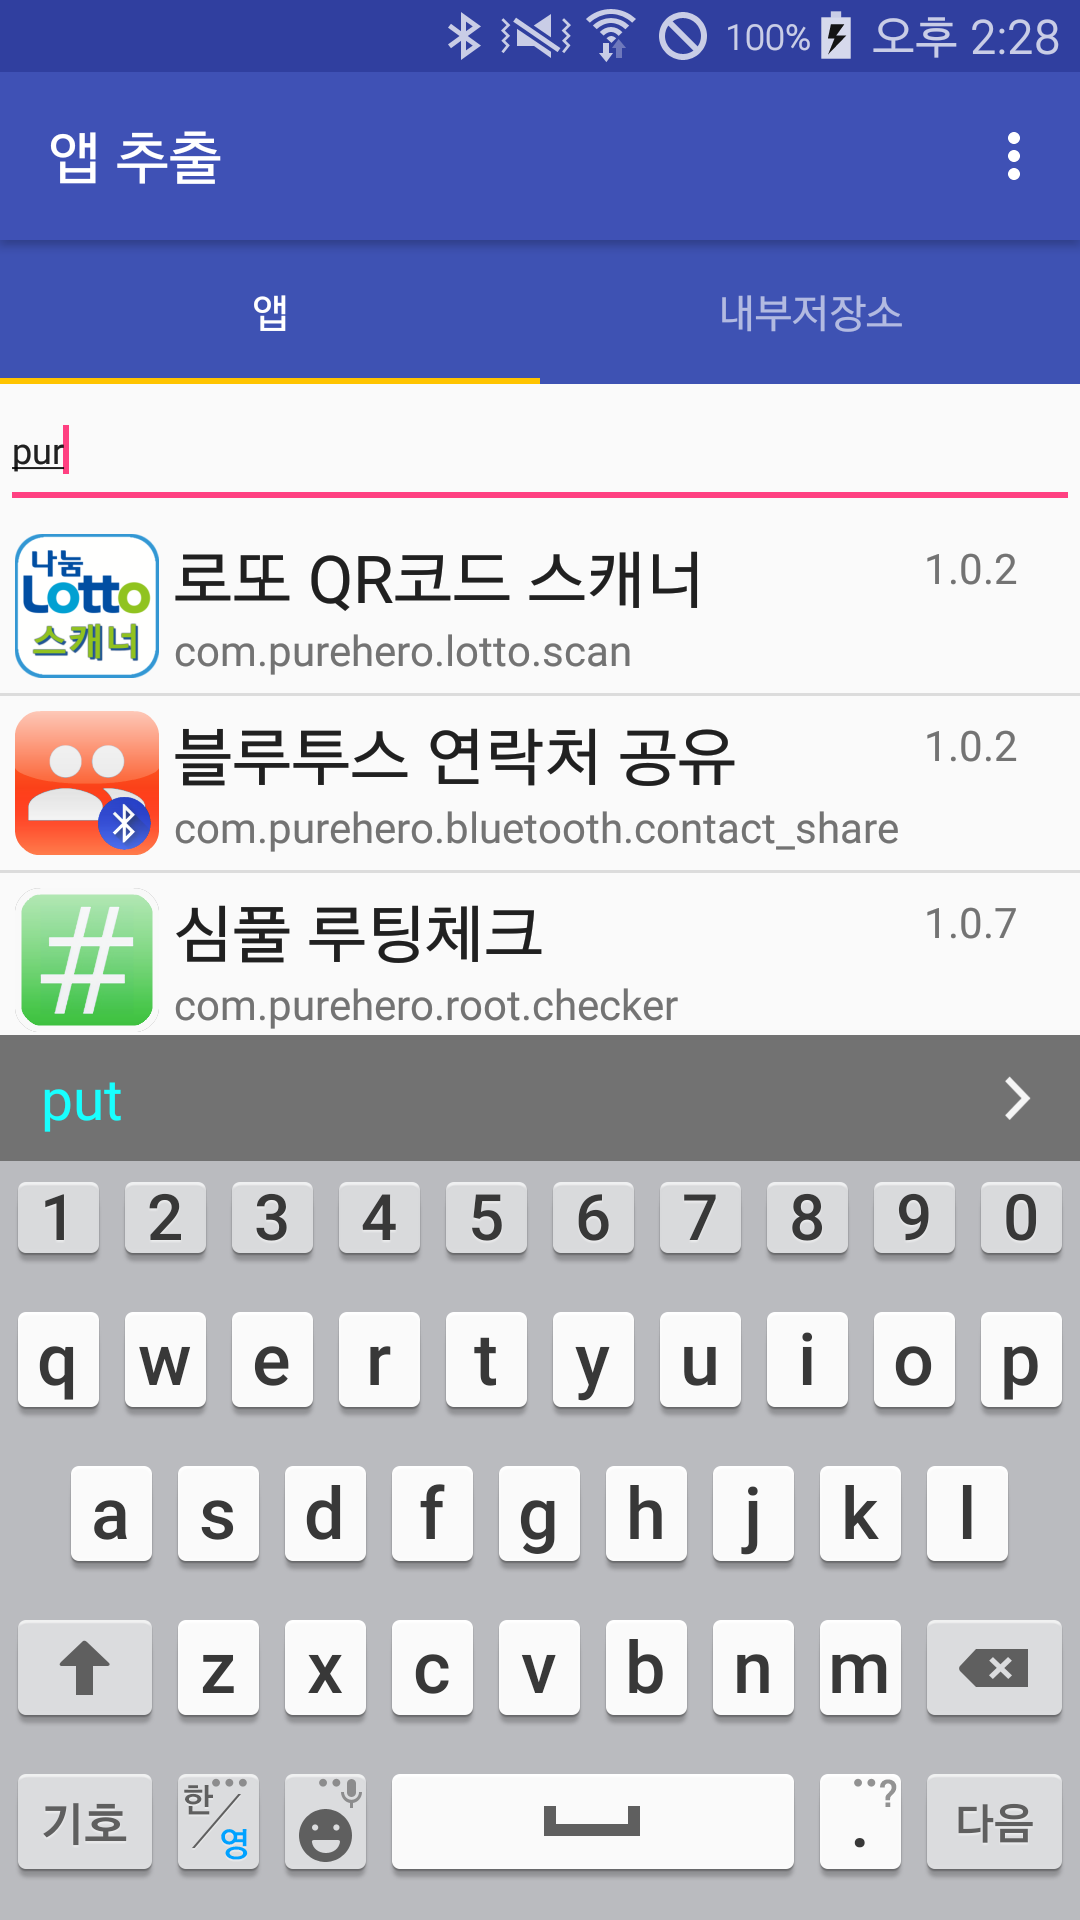 100% 오후 2:28
앱 추출
앱 내부저장소
pur
나눔
Lotto
스캐너
로또 QR코드 스캐너 1.0.2
com.purehero.lotto.scan
블루투스 연락처 공유 1.0.2
com.purehero.bluetooth.contact_share
#
심풀 루팅체크 1.0.7
com.purehero.root.checker
put
1 2 3 4 5 6 7 8 9 0
q w e r t y u i o p
a s d f g h j k l
z x c v b n m
기호 한/영 . ? 다음